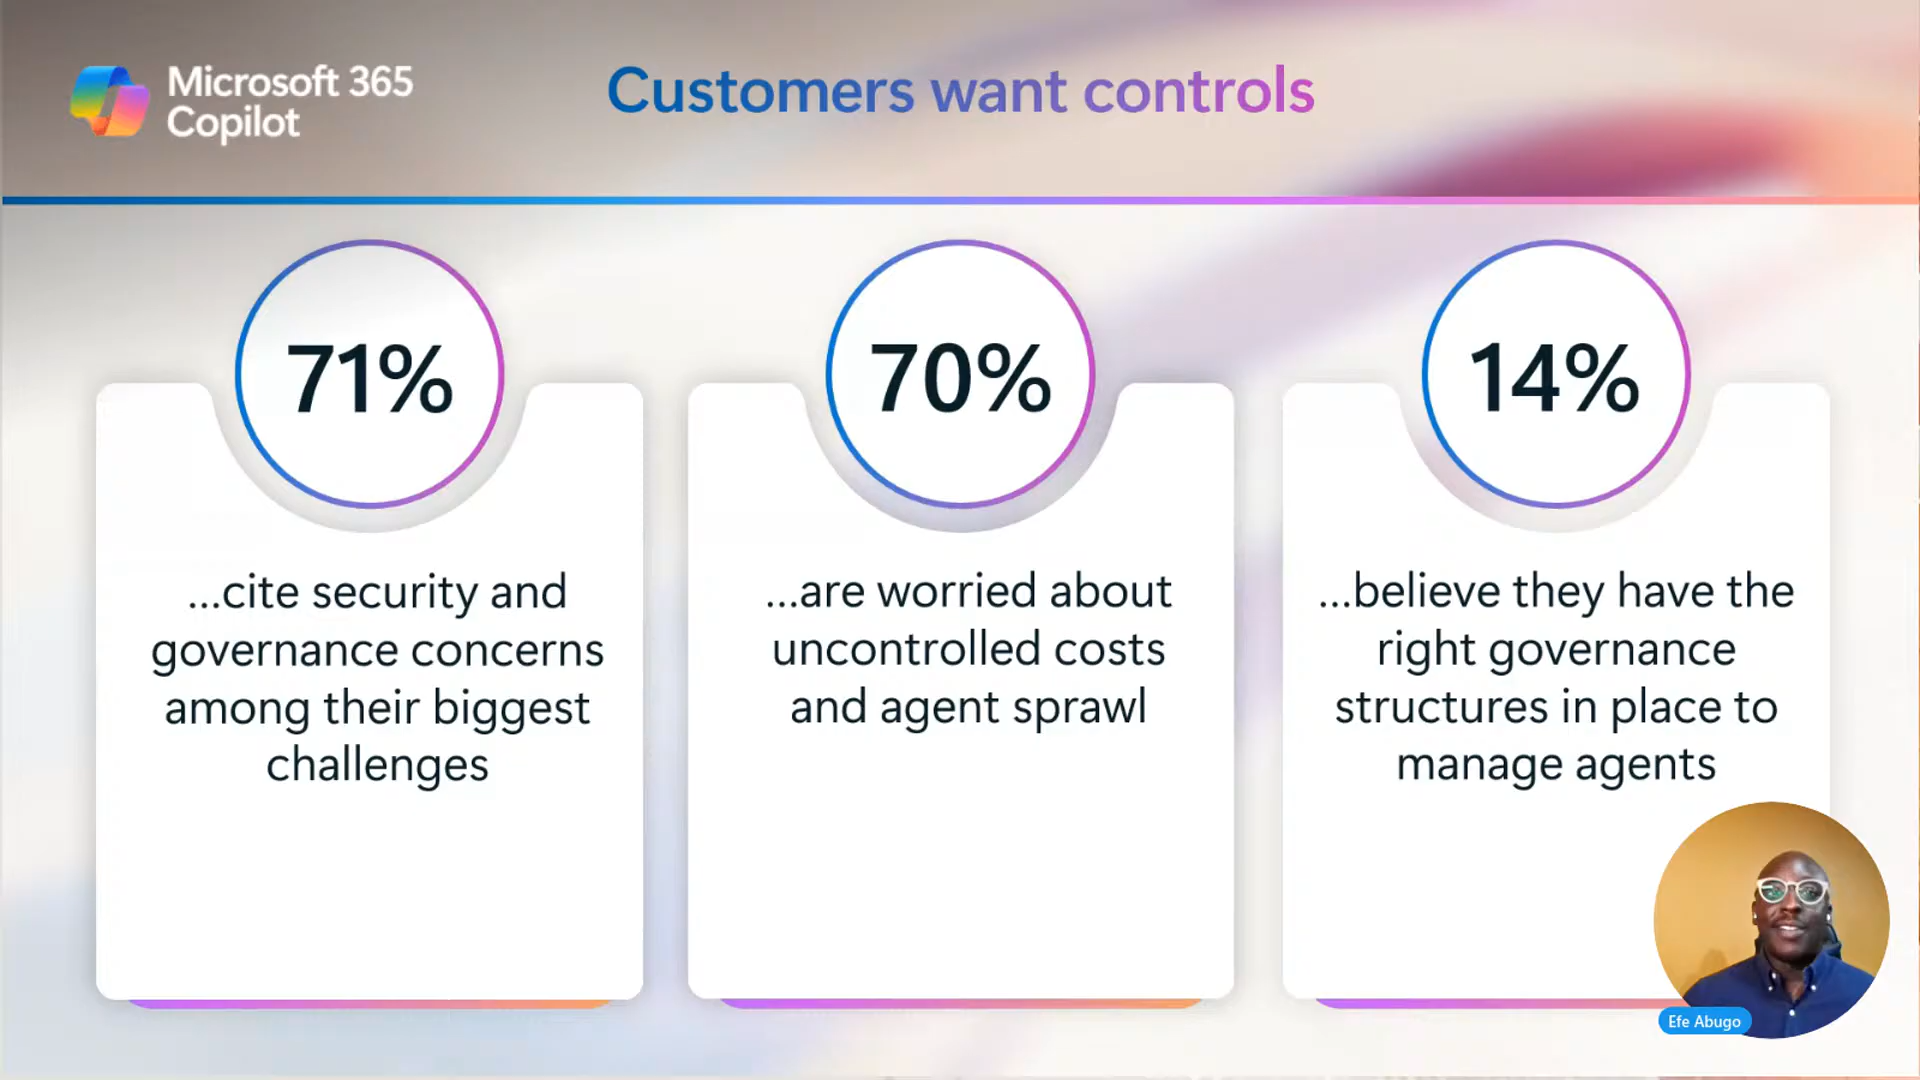 Microsoft 365
Copilot
Customers want controls
71%
...cite security and
governance concerns
among their biggest
challenges
70%
...are worried about
uncontrolled costs
and agent sprawl
14%
...believe they have the
right governance
structures in place to
manage agents
Efe Abugo